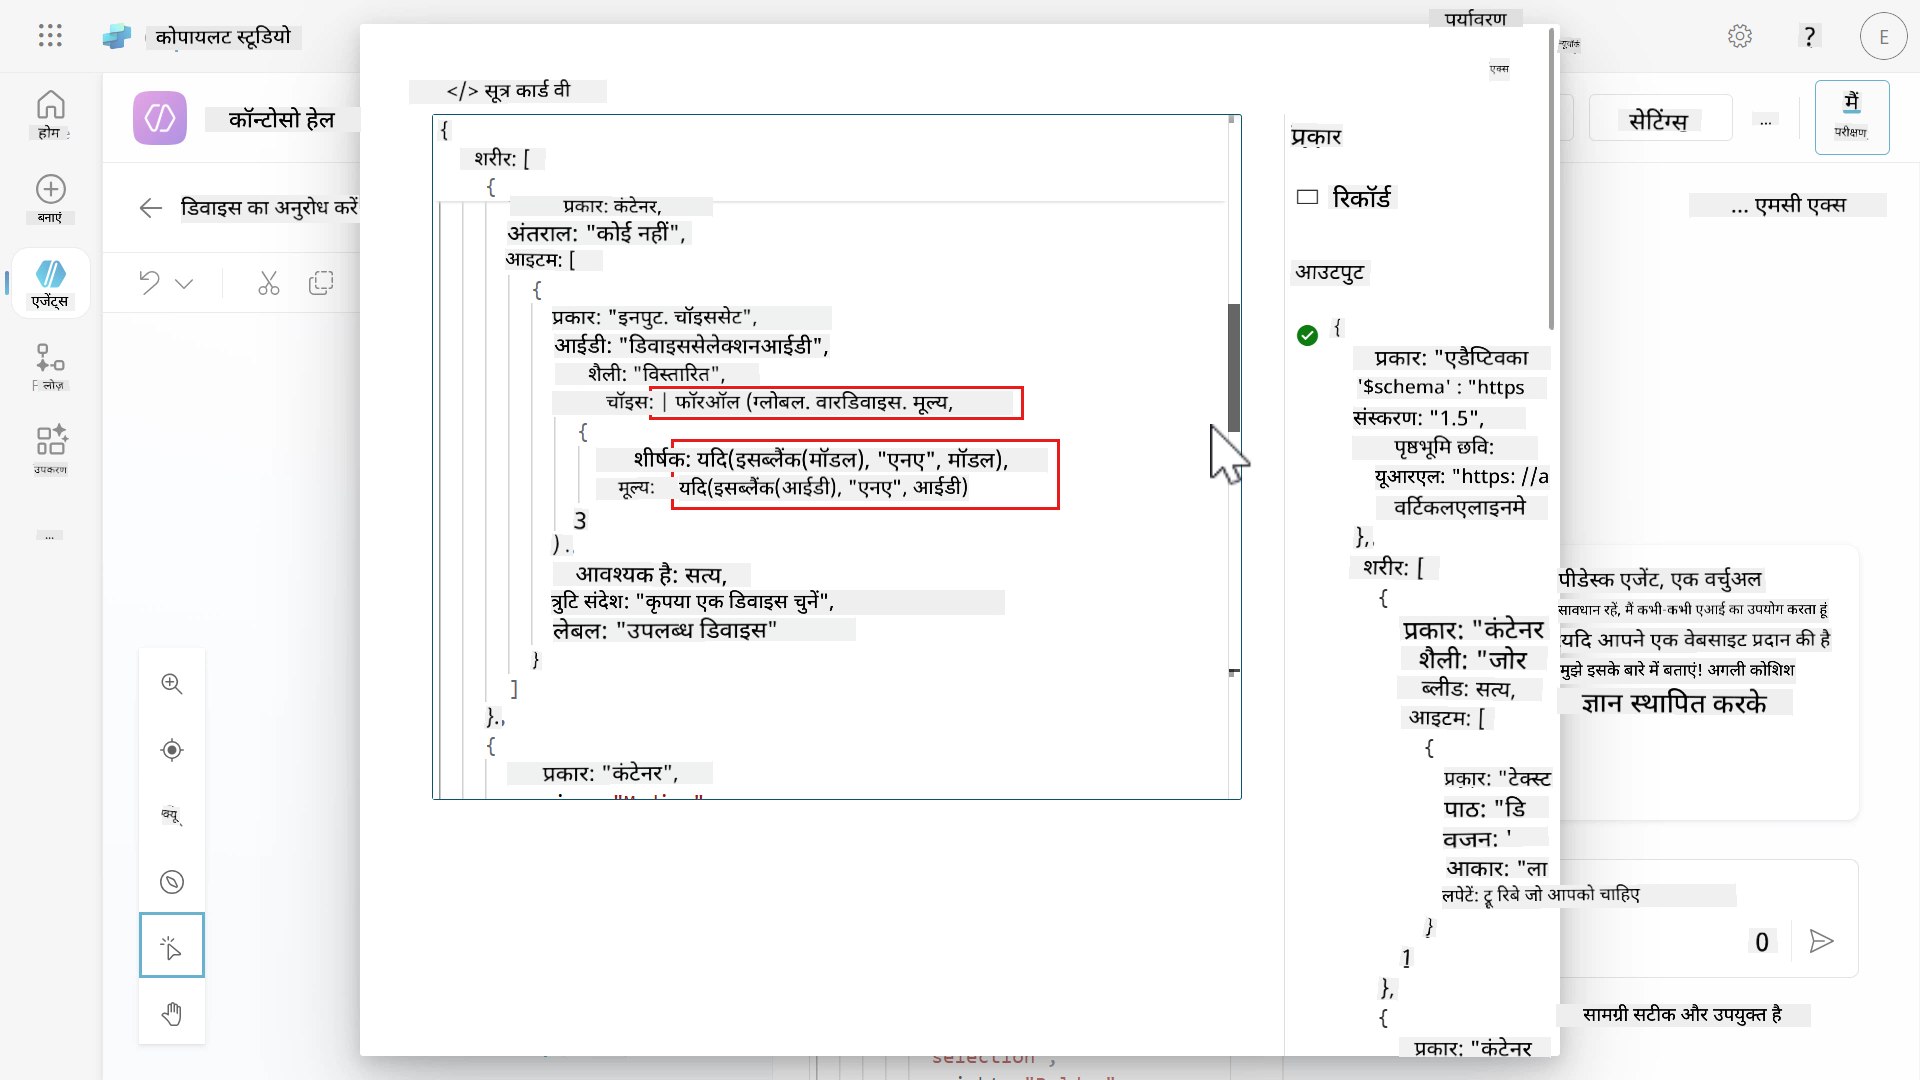 कोपायलट स्टूडियो
पर्यावरण
?
E
होम
बनाएं
एजेंट्स
लोज़
उपकरण
...
कॉन्टोसो हेल
डिवाइस का अनुरोध करें
क्यू
</> सूत्र कार्ड वी
एक्स
{
शरीर: [
{
प्रकार: कंटेनर,
अंतराल: "कोई नहीं",
आइटम: [
{
प्रकार: "इनपुट. चॉइससेट",
आईडी: "डिवाइससेलेक्शनआईडी",
शैली: "विस्तारित",
चॉइस: | फॉरऑल (ग्लोबल. वारडिवाइस. मूल्य,
{
शीर्षक: यदि(इसब्लैंक(मॉडल), "एनए", मॉडल),
मूल्य: यदि(इसब्लैंक(आईडी), "एनए", आईडी)
3
) .
आवश्यक है: सत्य,
त्रुटि संदेश: "कृपया एक डिवाइस चुनें",
लेबल: "उपलब्ध डिवाइस"
}
]
}.,
{
प्रकार: "कंटेनर",
प्रकार
रिकॉर्ड
आउटपुट
{
प्रकार: "एडैप्टिवका
'$schema' : "https
संस्करण: "1.5",
पृष्ठभूमि छवि:
यूआरएल: "https: //a
वर्टिकलएलाइनमे
},
शरीर: [
{
प्रकार: "कंटेनर
शैली: "जोर
ब्लीड: सत्य,
आइटम: [
{
प्रकार: "टेक्स्ट
पाठ: "डि
वजन: '
आकार: "ला
लपेटें: ट्रू रिबे जो आपको चाहिए
}
1
},
{
प्रकार: "कंटेनर
सेटिंग्स
...
मैं
परीक्षण
... एमसी एक्स
पीडेस्क एजेंट, एक वर्चुअल
सावधान रहें, मैं कभी-कभी एआई का उपयोग करता हूं
यदि आपने एक वेबसाइट प्रदान की है
मुझे इसके बारे में बताएं! अगली कोशिश
ज्ञान स्थापित करके
0
सामग्री सटीक और उपयुक्त है
selection",